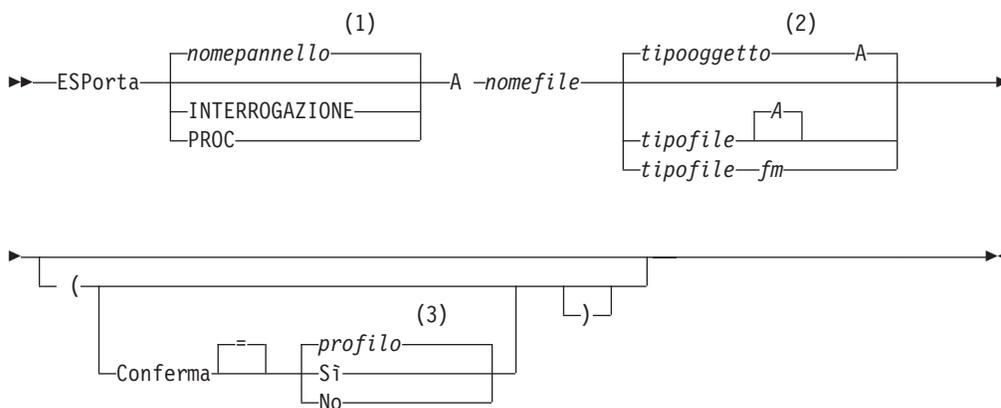 (1) (2)
nomepannello tipooggetto A
ESPorta A nomefile
INTERROGAZIONE A
PROC tipofile
tipofile fm
( )
(3)
= profilo
Conferma Sì
No